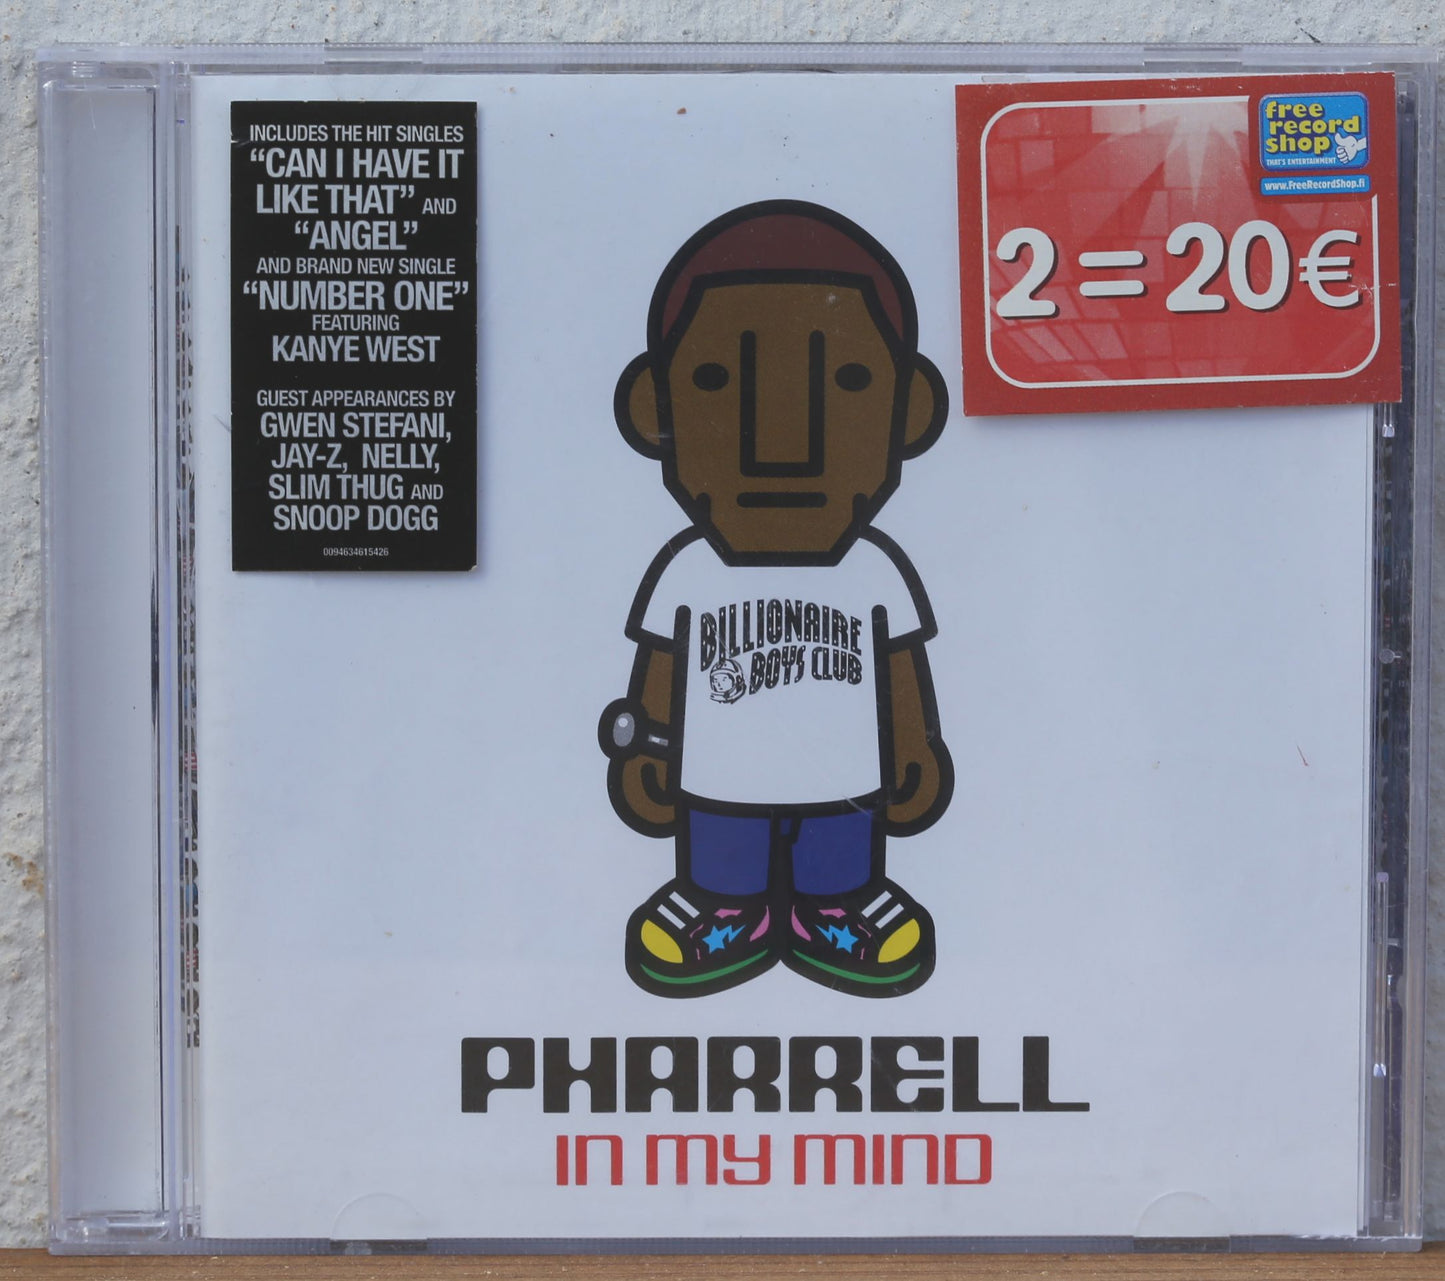 INCLUDES THE HIT SINGLES
“CAN I HAVE IT
LIKE THAT” AND
“ANGEL”
AND BRAND NEW SINGLE
“NUMBER ONE”
FEATURING
KANYE WEST
GUEST APPEARANCES BY
GWEN STEFANI,
JAY-Z, NELLY,
SLIM THUG AND
SNOOP DOGG
0094634615426
free
record
shop
THAT'S ENTERTAINMENT
www.FreeRecordShop.fi
2=20€
BILLIONAIRE
BOYS CLUB
PHARRELL
IN MY MIND